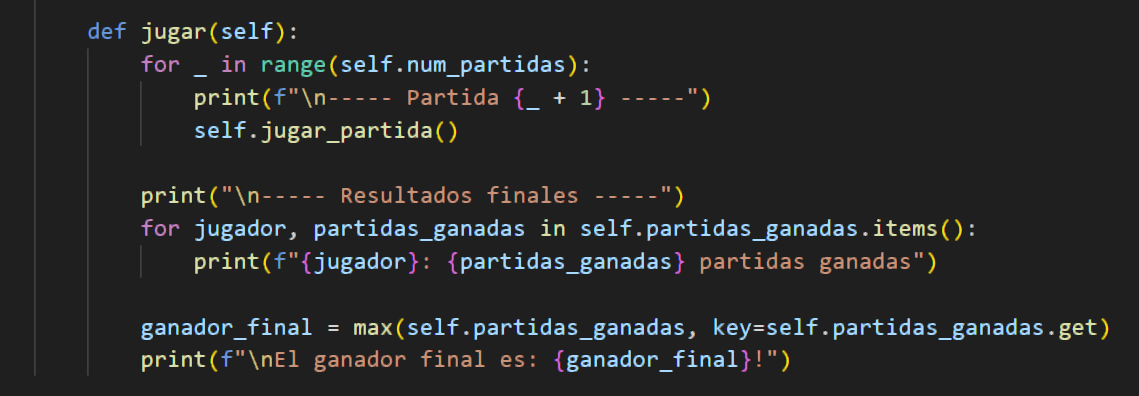 def jugar(self):
    for _ in range(self.num_partidas):
        print(f"\n----- Partida {_ + 1} -----")
        self.jugar_partida()

    print("\n----- Resultados finales -----")
    for jugador, partidas_ganadas in self.partidas_ganadas.items():
        print(f"{jugador}: {partidas_ganadas} partidas ganadas")

    ganador_final = max(self.partidas_ganadas, key=self.partidas_ganadas.get)
    print(f"\nEl ganador final es: {ganador_final}!")